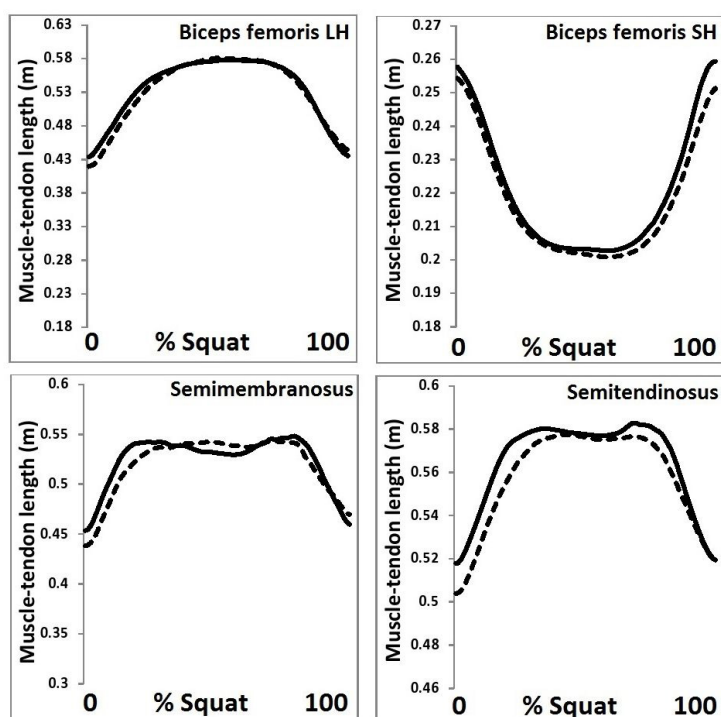 Biceps femoris LH
Muscle-tendon length (m)
0.63
0.58
0.53
0.48
0.43
0.38
0.33
0.28
0.23
0.18
0 % Squat 100
Biceps femoris SH
Muscle-tendon length (m)
0.27
0.26
0.25
0.24
0.23
0.22
0.21
0.2
0.19
0.18
0 % Squat 100
Semimembranosus
Muscle-tendon length (m)
0.6
0.55
0.5
0.45
0.4
0.35
0.3
0 % Squat 100
Semitendinosus
Muscle-tendon length (m)
0.6
0.58
0.56
0.54
0.52
0.5
0.48
0.46
0 % Squat 100